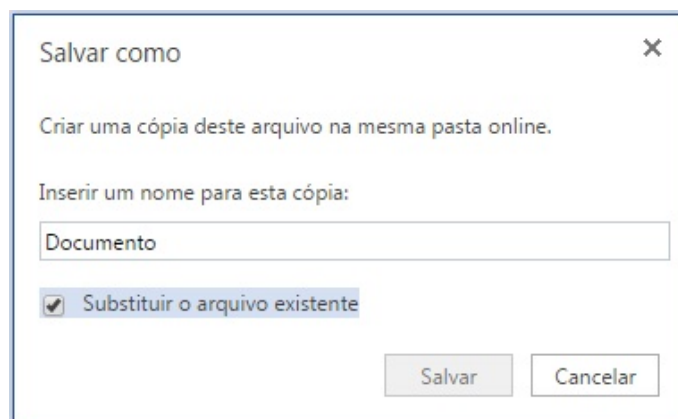 Salvar como
Criar uma cópia deste arquivo na mesma pasta online.
Inserir um nome para esta cópia:
Documento
Substituir o arquivo existente
Salvar Cancelar